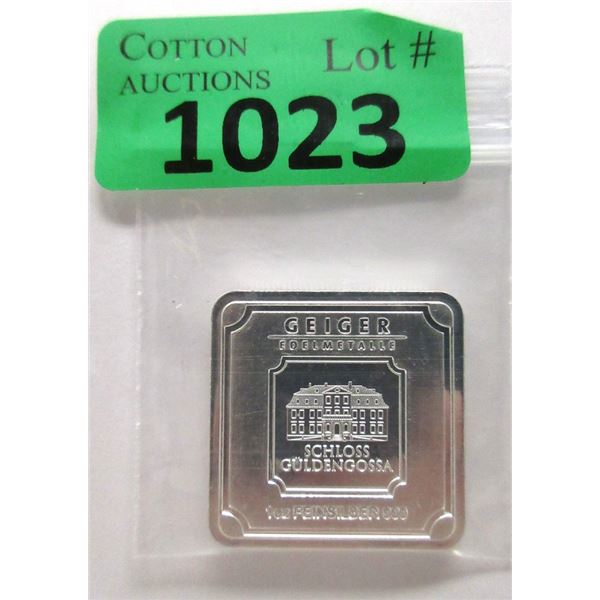 COTTON AUCTIONS Lot #
1023
GEIGER
EDELMETALLE
SCHLOSS
GÜLDENGOSSA
1oz FEINSILBER 999